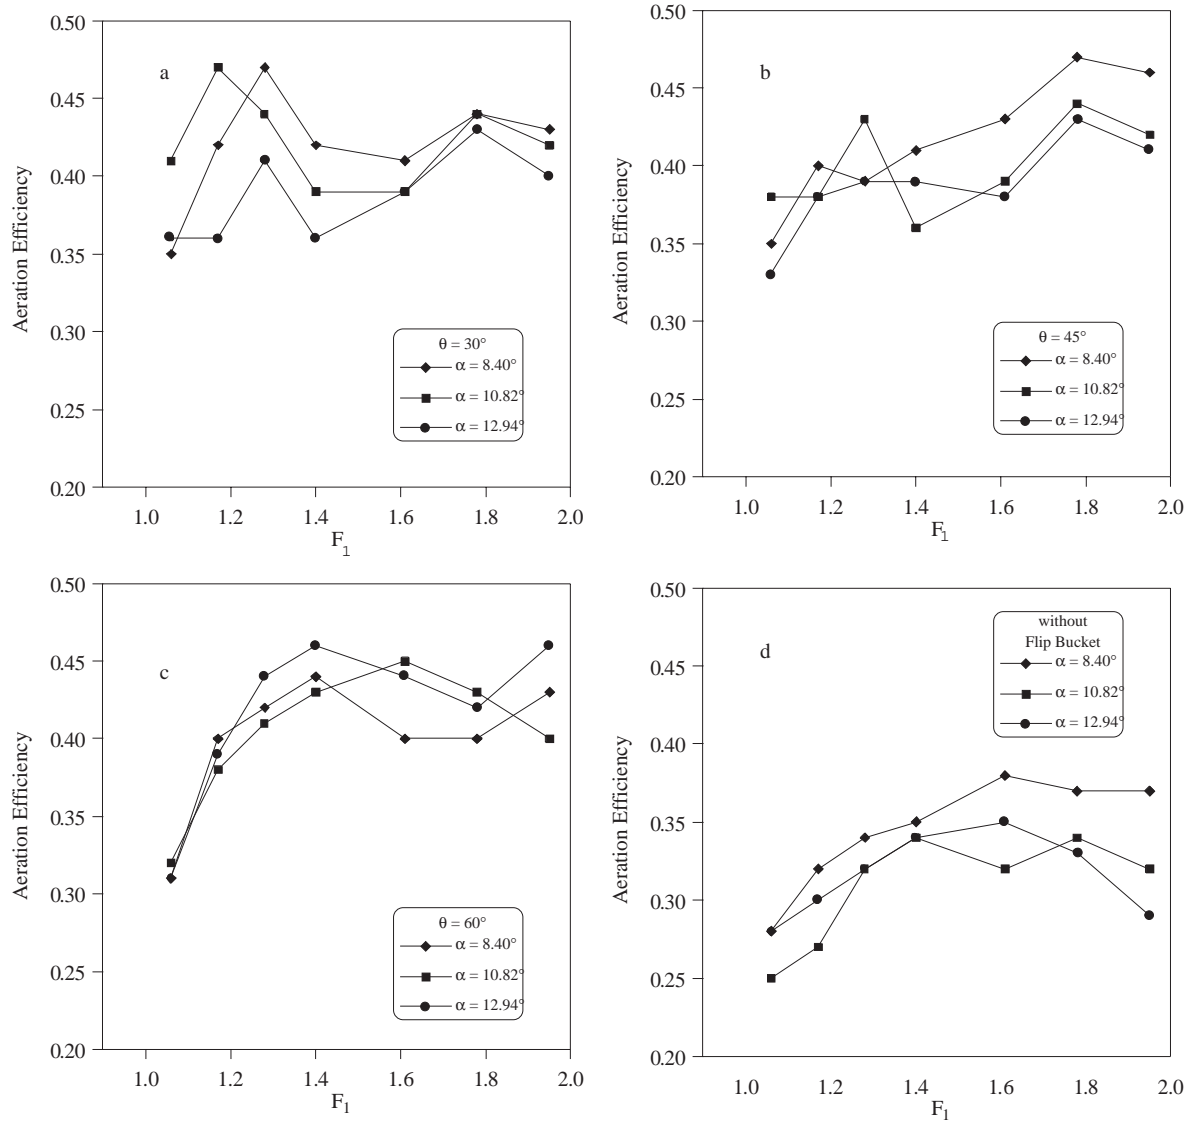 0.50
0.45
0.40
0.35
0.30
0.25
0.20
Aeration Efficiency
a
θ = 30°
α = 8.40°
α = 10.82°
α = 12.94°
1.0 1.2 1.4 1.6 1.8 2.0
F1
0.50
0.45
0.40
0.35
0.30
0.25
0.20
Aeration Efficiency
b
θ = 45°
α = 8.40°
α = 10.82°
α = 12.94°
1.0 1.2 1.4 1.6 1.8 2.0
F1
0.50
0.45
0.40
0.35
0.30
0.25
0.20
Aeration Efficiency
c
θ = 60°
α = 8.40°
α = 10.82°
α = 12.94°
1.0 1.2 1.4 1.6 1.8 2.0
F1
0.50
0.45
0.40
0.35
0.30
0.25
0.20
Aeration Efficiency
d
without
Flip Bucket
α = 8.40°
α = 10.82°
α = 12.94°
1.0 1.2 1.4 1.6 1.8 2.0
F1